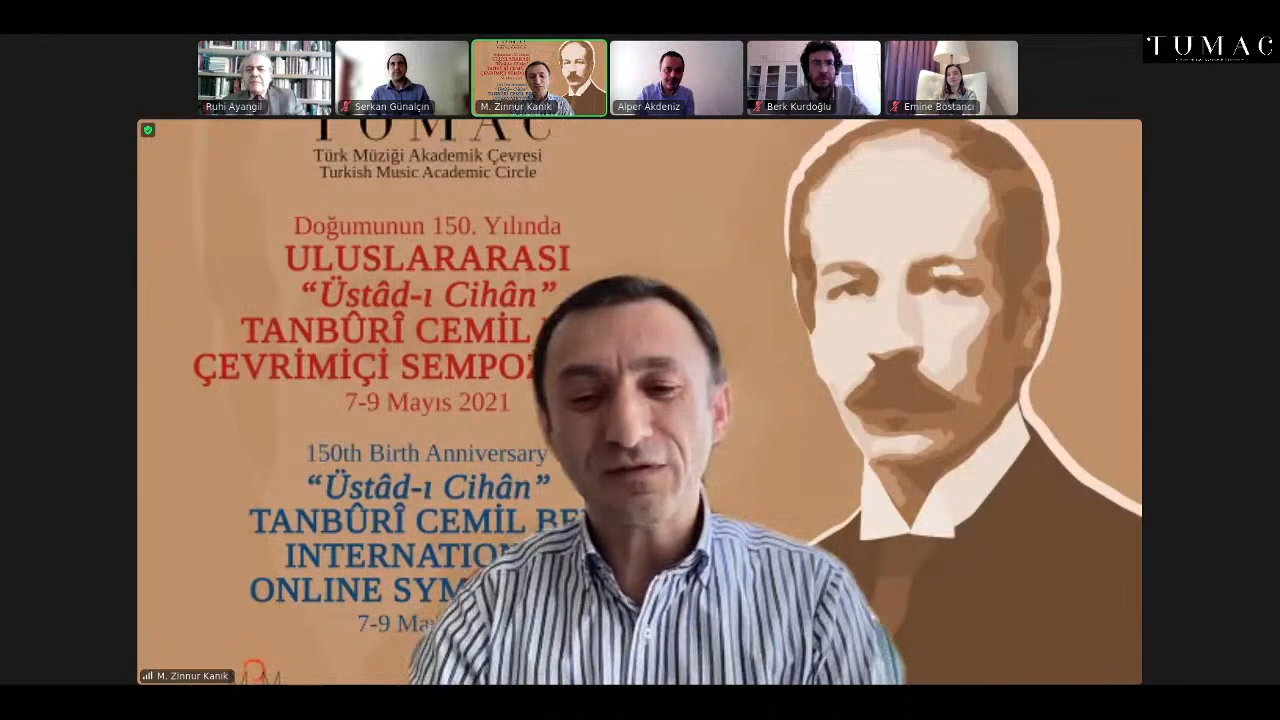 TUMAC
Ruhi Ayangil
Serkan Günalçın
M. Zinnur Kanık
Alper Akdeniz
Berk Kurdoğlu
Emine Bostancı
TUMAC
Türk Müziği Akademik Çevresi
Turkish Music Academic Circle
Doğumunun 150. Yılında
ULUSLARARASI
“Üstâd-ı Cihân”
TANBÛRÎ CEMİL
ÇEVRİMİÇİ SEMPOZ
7-9 Mayıs 2021
150th Birth Anniversary
“Üstâd-ı Cihân”
TANBÛRÎ CEMİL BE
INTERNATION
ONLINE SYM
7-9 Ma
M. Zinnur Kanık